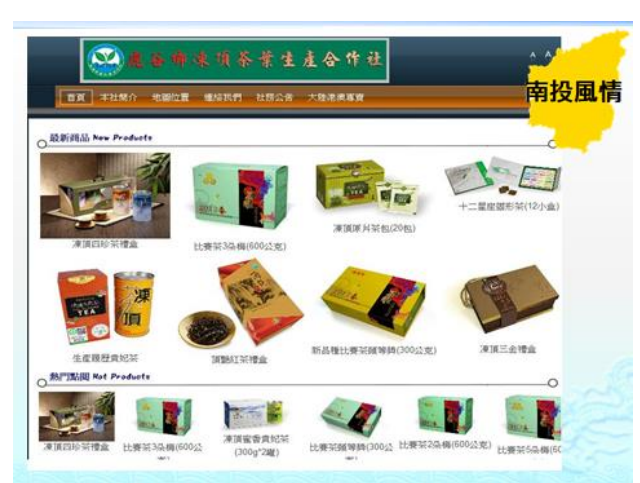 鹿谷鄉凍頂茶葉生產合作社
A A
南投風情
首頁 本社簡介 地圖位置 連絡我們 社務公告 大陸港澳專賣
最新商品 New Products
凍頂四珍茶禮盒
比賽茶3朵梅(600公克)
凍頂原片茶包(20包)
十二星座圖形茶(12小盒)
生產履歷貴妃茶
頂艷紅茶禮盒
新品種比賽茶頭等獎(300公克)
凍頂三金禮盒
TEA
凍頂
熱門點閱 Hot Products
凍頂四珍茶禮盒
比賽茶3朵梅(600公
凍頂蜜香貴妃茶
(300g*2罐)
比賽茶頭等獎(300公
比賽茶2朵梅(600公克)
比賽茶5朵梅(60